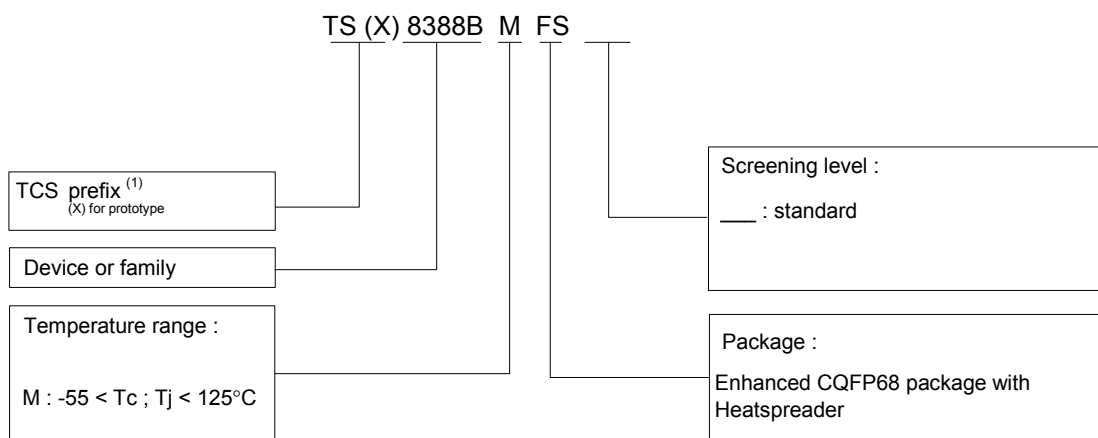 TS (X) 8388B M FS
TCS prefix (1)
(X) for prototype
Device or family
Temperature range :
M : -55 < Tc ; Tj < 125°C
Screening level :
___ : standard
Package :
Enhanced CQFP68 package with
Heatspreader